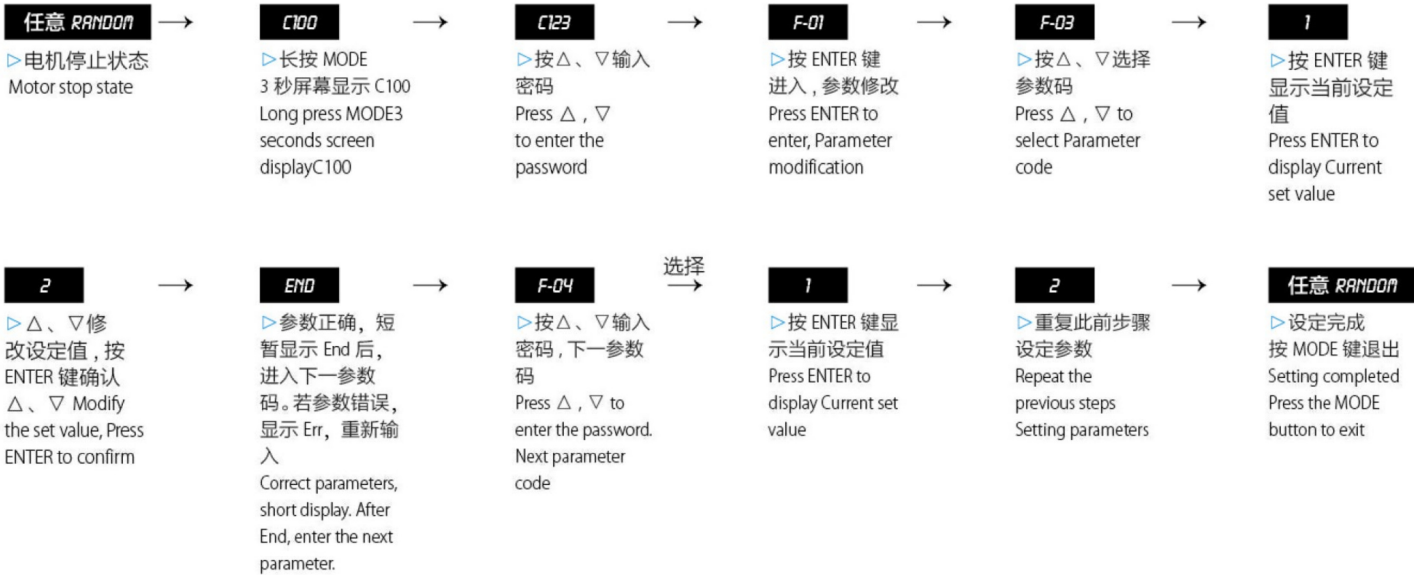 任意 RANDOM
→
▷电机停止状态
Motor stop state
C100
→
▷长按 MODE
3 秒屏幕显示 C100
Long press MODE3
seconds screen
displayC100
C123
→
▷按△、▽输入
密码
Press △ , ▽
to enter the
password
F-01
→
▷按 ENTER 键
进入 , 参数修改
Press ENTER to
enter, Parameter
modification
F-03
→
▷按△、▽选择
参数码
Press △ , ▽ to
select Parameter
code
1
▷按 ENTER 键
显示当前设定
值
Press ENTER to
display Current
set value
2
→
▷ △ 、 ▽修
改设定值 , 按
ENTER 键确认
△ 、 ▽ Modify
the set value, Press
ENTER to confirm
END
→
▷参数正确，短
暂显示 End 后，
进入下一参数
码。若参数错误，
显示 Err，重新输
入
Correct parameters,
short display. After
End, enter the next
parameter.
F-04
选择
→
▷按△、▽输入
密码 , 下一参数
码
Press △ , ▽ to
enter the password.
Next parameter
code
1
→
▷按 ENTER 键显
示当前设定值
Press ENTER to
display Current set
value
2
→
▷重复此前步骤
设定参数
Repeat the
previous steps
Setting parameters
任意 RANDOM
▷设定完成
按 MODE 键退出
Setting completed
Press the MODE
button to exit